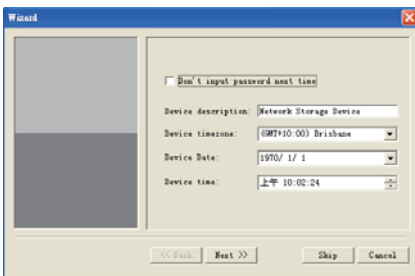 Wizard
Don't input password next time
Device description: Network Storage Device
Device timezone: (GMT+10:00) Brisbane
Device Date: 1970/ 1/ 1
Device time: 上午 10:02:24
<< Back Next >> Skip Cancel